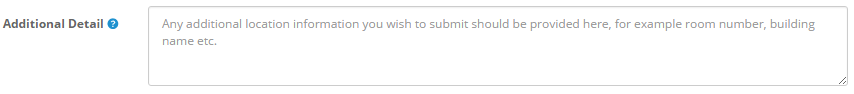 Additional Detail
Any additional location information you wish to submit should be provided here, for example room number, building
name etc.